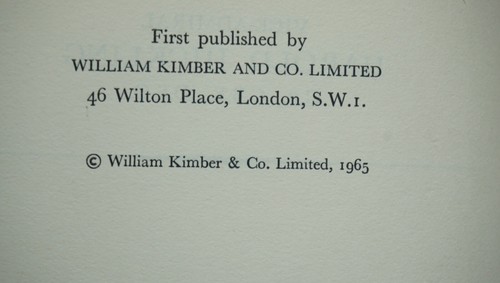 First published by
WILLIAM KIMBER AND CO. LIMITED
46 Wilton Place, London, S.W.1.
© William Kimber & Co. Limited, 1965